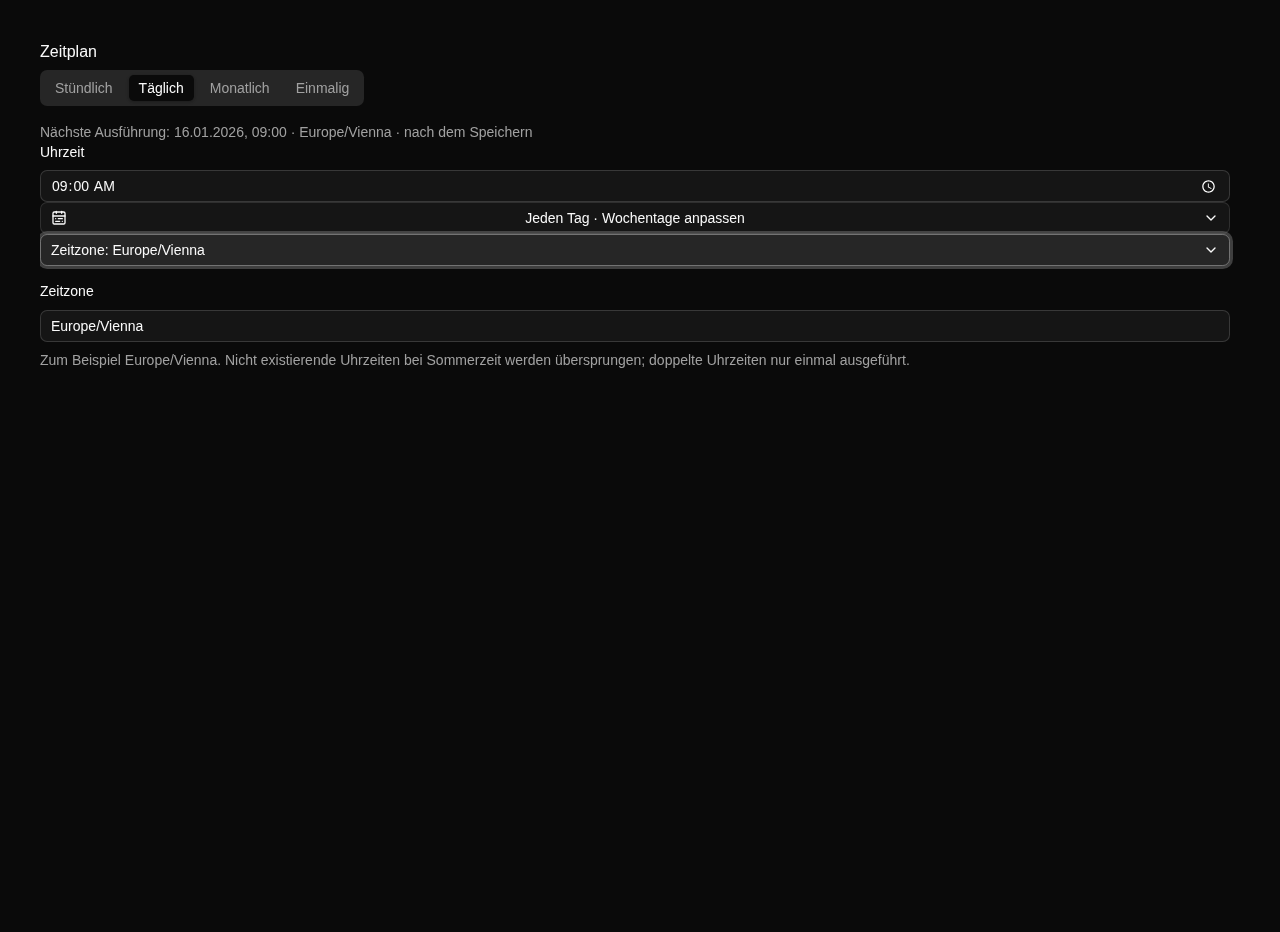 Zeitplan
Stündlich Täglich Monatlich Einmalig
Nächste Ausführung: 16.01.2026, 09:00 · Europe/Vienna · nach dem Speichern
Uhrzeit
09:00 AM
Jeden Tag · Wochentage anpassen
Zeitzone: Europe/Vienna
Zeitzone
Europe/Vienna
Zum Beispiel Europe/Vienna. Nicht existierende Uhrzeiten bei Sommerzeit werden übersprungen; doppelte Uhrzeiten nur einmal ausgeführt.